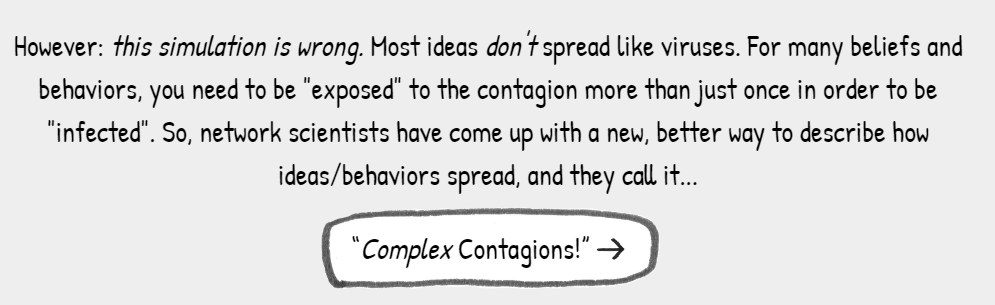 However: this simulation is wrong. Most ideas don't spread like viruses. For many beliefs and
behaviors, you need to be "exposed" to the contagion more than just once in order to be
"infected". So, network scientists have come up with a new, better way to describe how
ideas/behaviors spread, and they call it...
“Complex Contagions!” →